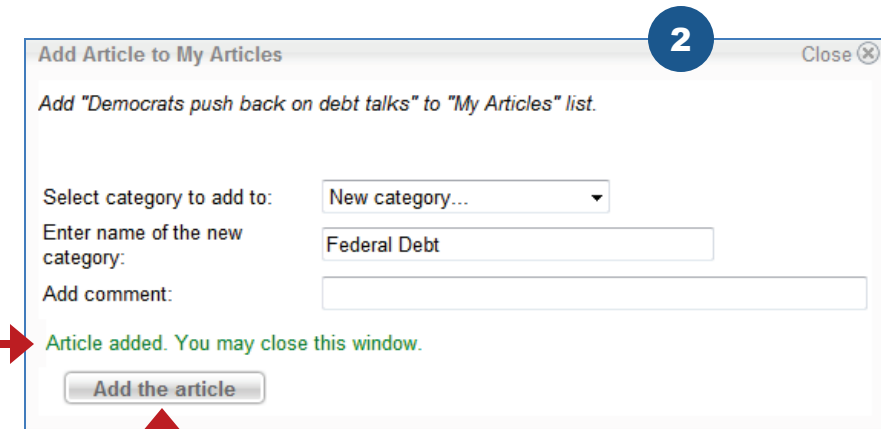 2
Add Article to My Articles Close
Add "Democrats push back on debt talks" to "My Articles" list.
Select category to add to: New category...
Enter name of the new
category: Federal Debt
Add comment:
Article added. You may close this window.
Add the article